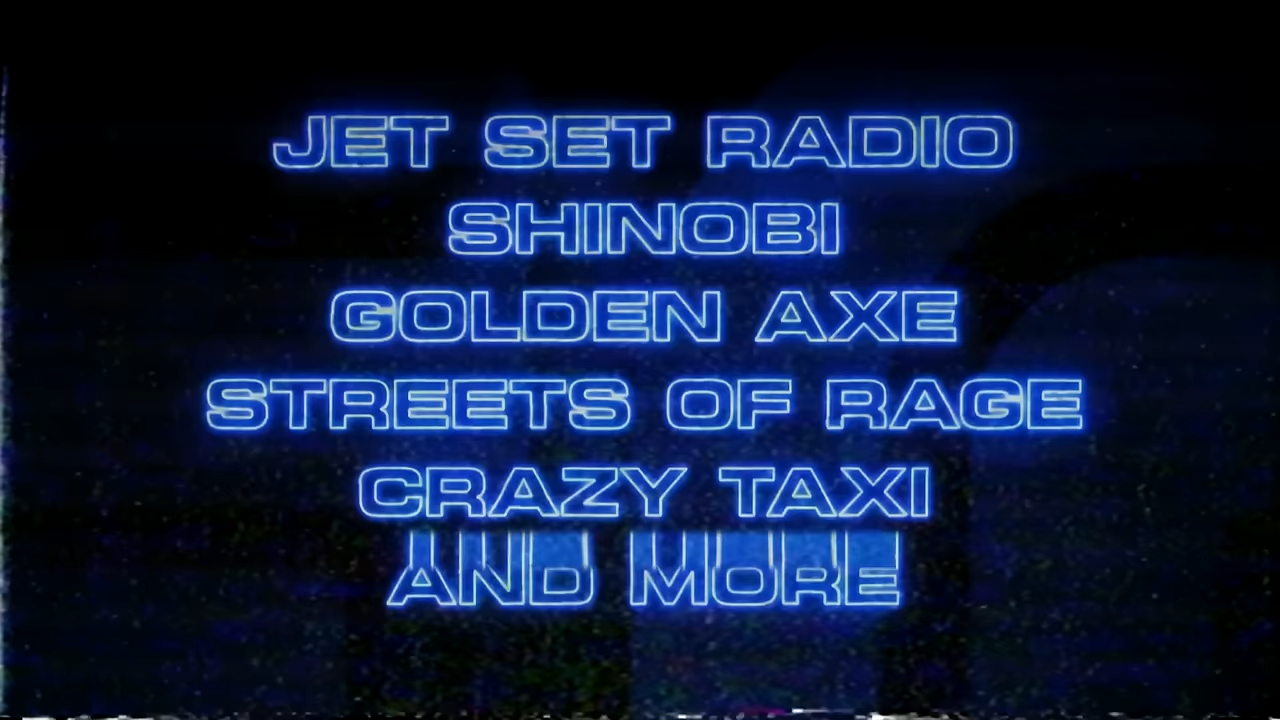 JET SET RADIO
SHINOBI
GOLDEN AXE
STREETS OF RAGE
CRAZY TAXI
AND MORE